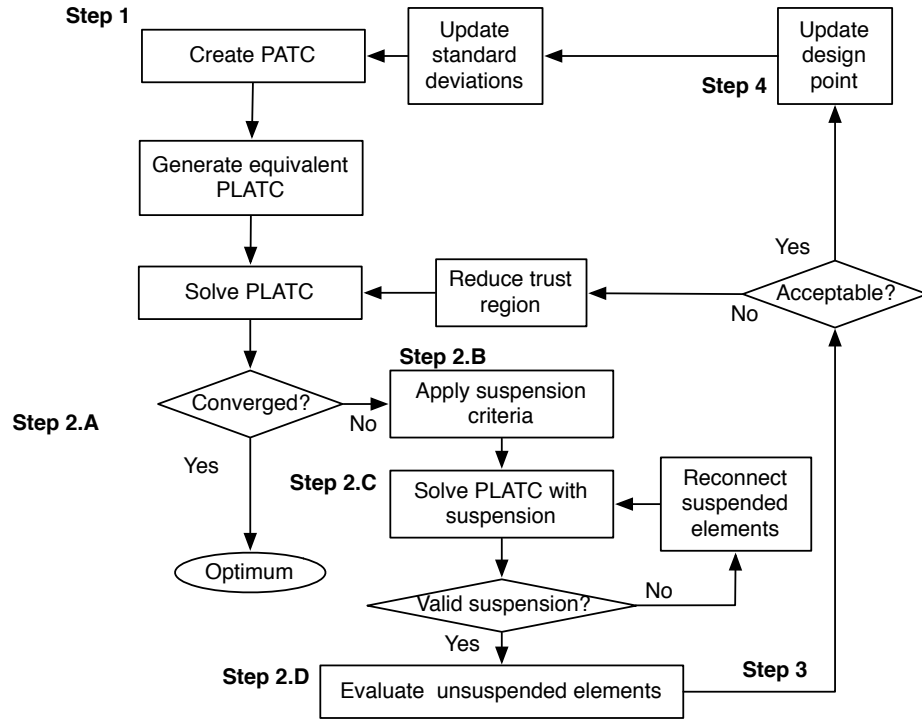 Step 1
Create PATC
Update
standard
deviations
Update
design
point
Step 4
Generate equivalent
PLATC
Solve PLATC
Reduce trust
region
Yes
No
Acceptable?
Step 2.A
Converged?
No
Yes
Optimum
Step 2.B
Apply suspension
criteria
Step 2.C
Solve PLATC with
suspension
Reconnect
suspended
elements
Valid suspension?
No
Yes
Step 2.D
Evaluate unsuspended elements
Step 3